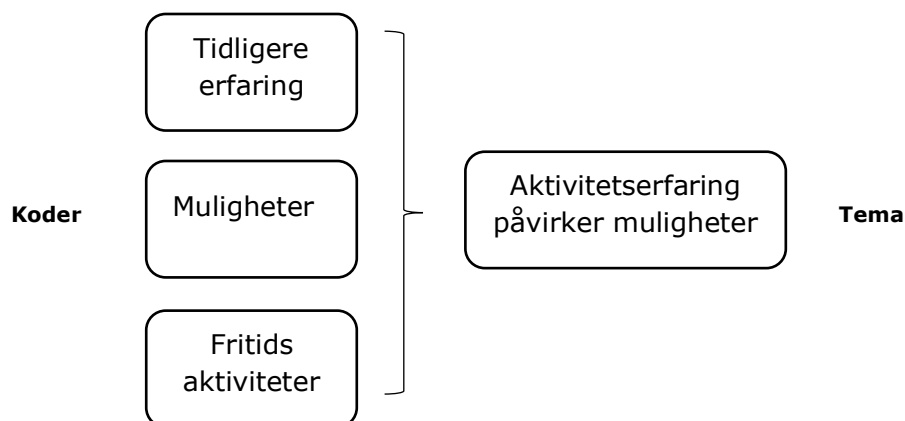 Tidligere
erfaring
Koder
Muligheter
Aktivitetserfaring
påvirker muligheter
Tema
Fritids
aktiviteter